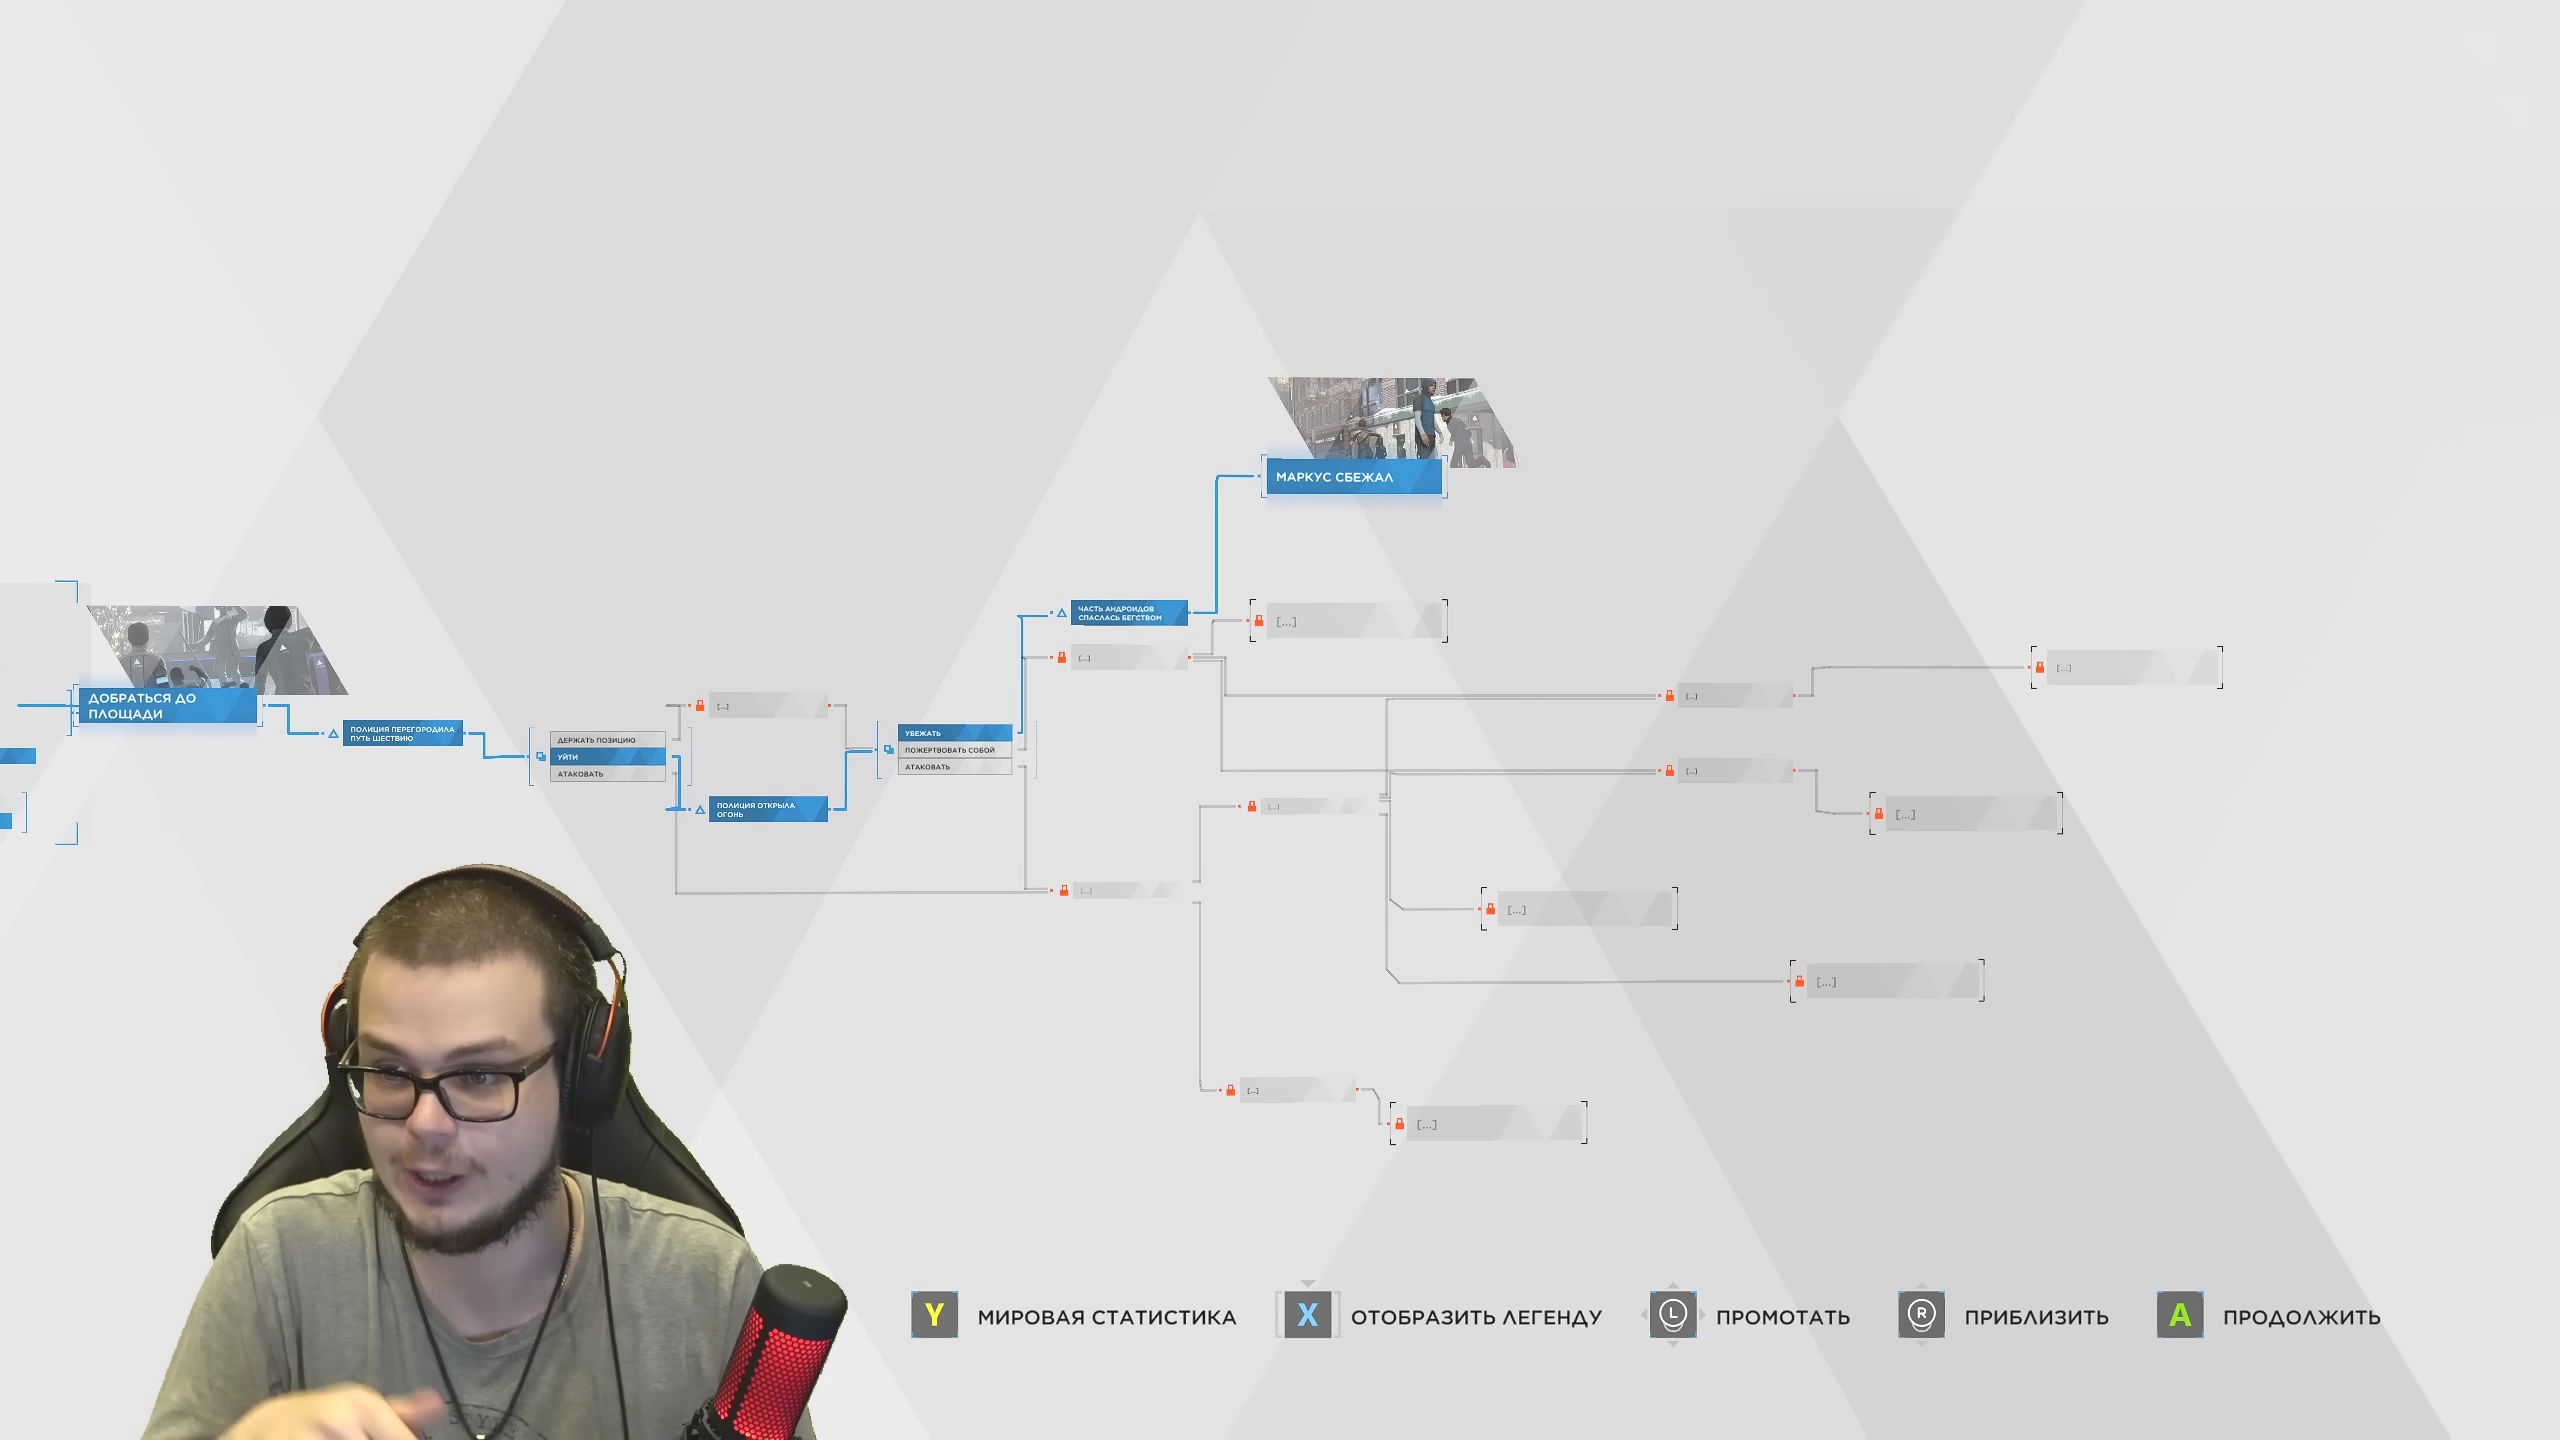 МАРКУС СБЕЖАЛ
ЧАСТЬ АНДРОИДОВ
СПАСЛАСЬ БЕГСТВОМ
[...]
[...]
[...]
ДОБРАТЬСЯ ДО
ПЛОЩАДИ
[...]
[...]
ПОЛИЦИЯ ПЕРЕГОРОДИЛА
ПУТЬ ШЕСТВИЮ
ДЕРЖАТЬ ПОЗИЦИЮ
УЙТИ
АТАКОВАТЬ
УБЕЖАТЬ
ПОЖЕРТВОВАТЬ СОБОЙ
АТАКОВАТЬ
[...]
ПОЛИЦИЯ ОТКРЫЛА
ОГОНЬ
[...]
[...]
[...]
[...]
[...]
[...]
[...]
Y МИРОВАЯ СТАТИСТИКА X ОТОБРАЗИТЬ ЛЕГЕНДУ L ПРОМОТАТЬ R ПРИБЛИЗИТЬ A ПРОДОЛЖИТЬ